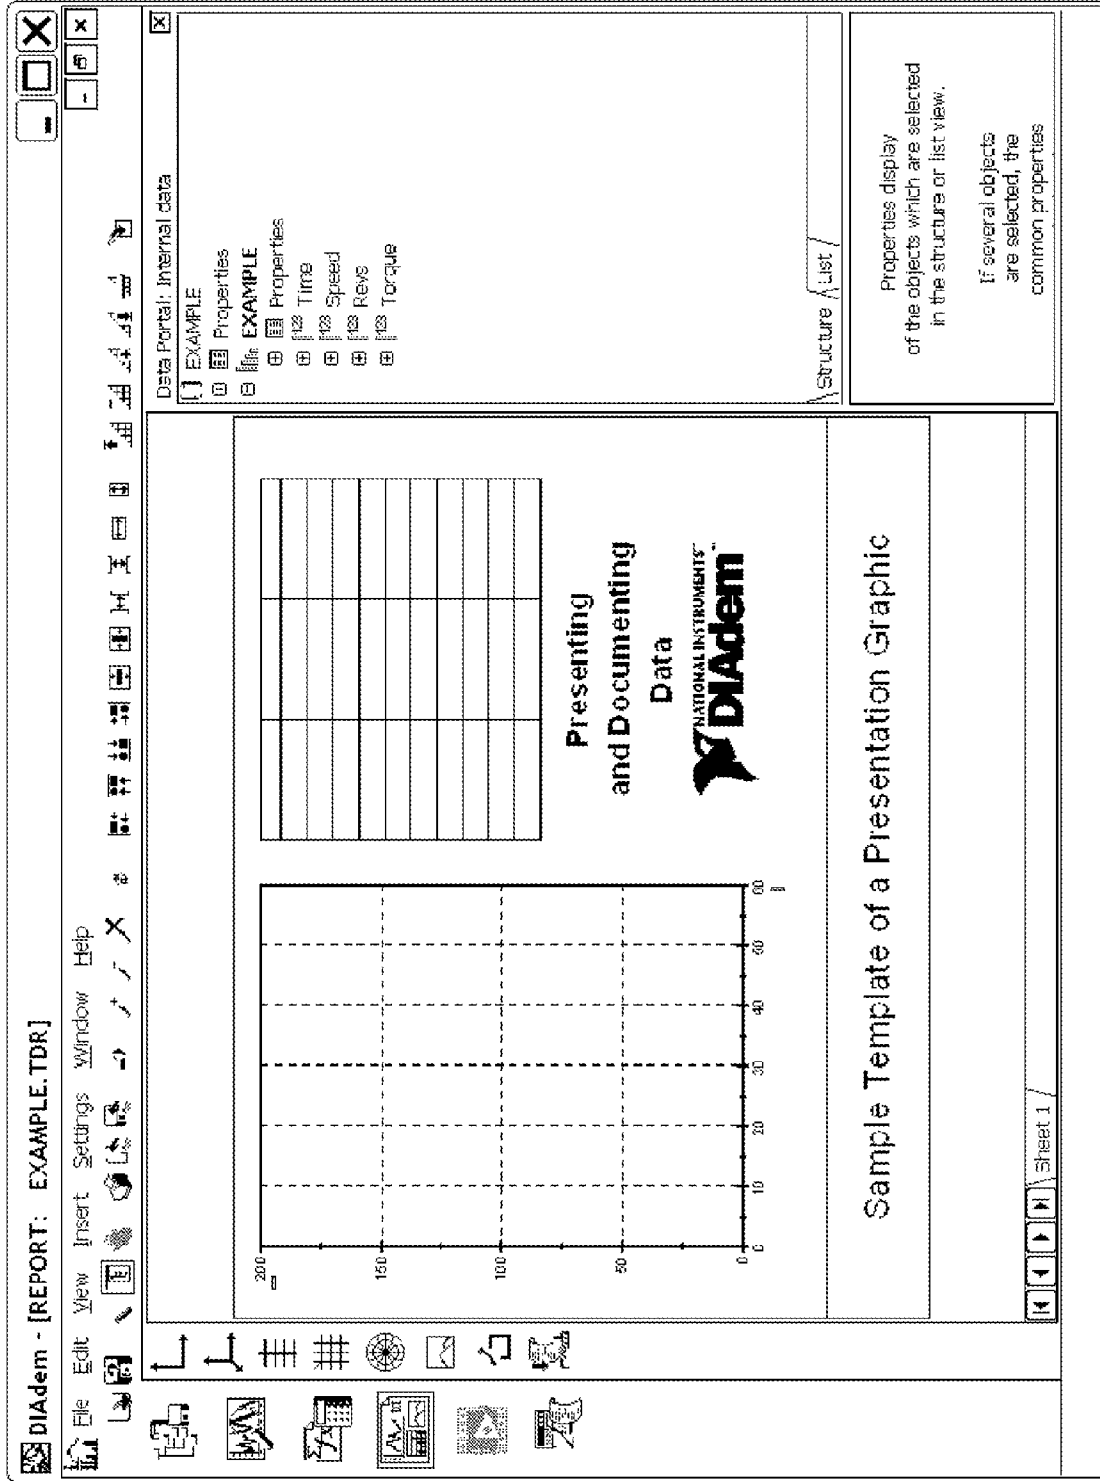 DIAdem - [REPORT: EXAMPLE.TDR]
File Edit View Insert Settings Window Help
200
150
100
50
0
0 10 20 30 40 50 60
Presenting
and Documenting
Data
NATIONAL INSTRUMENTS™
DIAdem
Sample Template of a Presentation Graphic
Sheet 1
Data Portal: Internal data
EXAMPLE
Properties
EXAMPLE
Properties
Time
Speed
Revs
Torque
Structure List
Properties display
of the objects which are selected
in the structure or list view.
If several objects
are selected, the
common properties